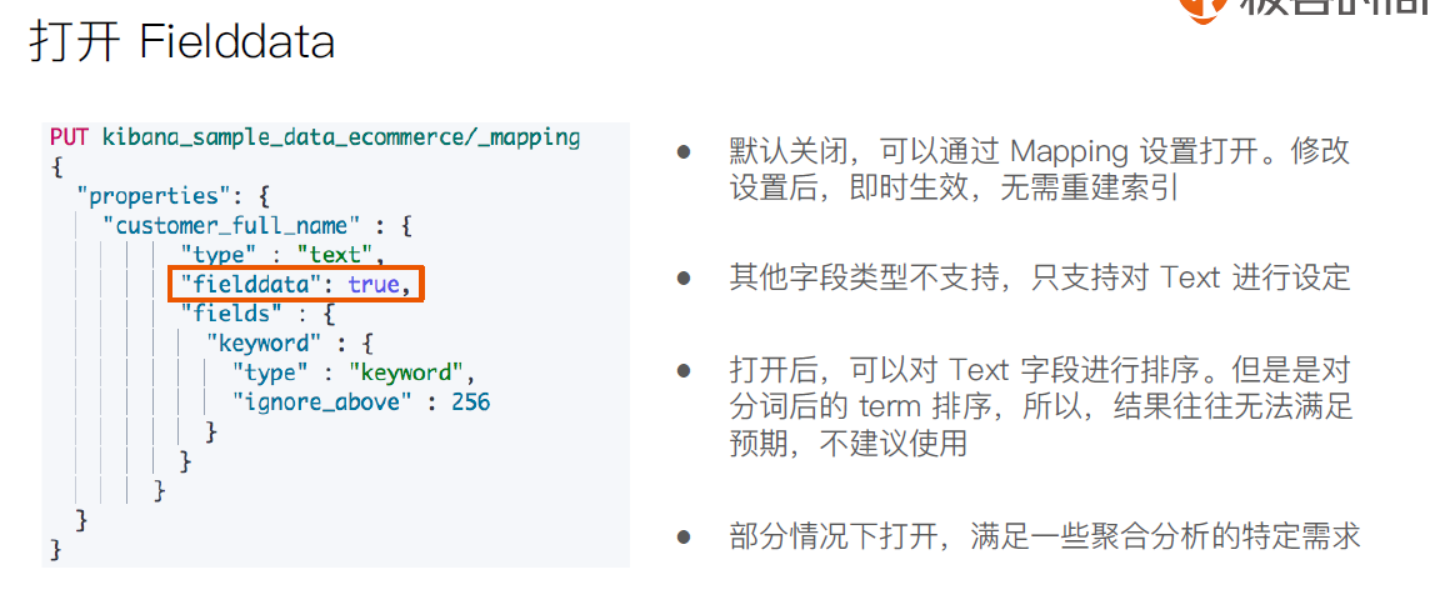 打开 Fielddata
PUT kibana_sample_data_ecommerce/_mapping
{
"properties": {
"customer_full_name" : {
"type" : "text",
"fielddata": true,
"fields" : {
"keyword" : {
"type" : "keyword",
"ignore_above" : 256
}
}
}
}
}
● 默认关闭，可以通过 Mapping 设置打开。修改
设置后，即时生效，无需重建索引
● 其他字段类型不支持，只支持对 Text 进行设定
● 打开后，可以对 Text 字段进行排序。但是是对
分词后的 term 排序，所以，结果往往无法满足
预期，不建议使用
● 部分情况下打开，满足一些聚合分析的特定需求